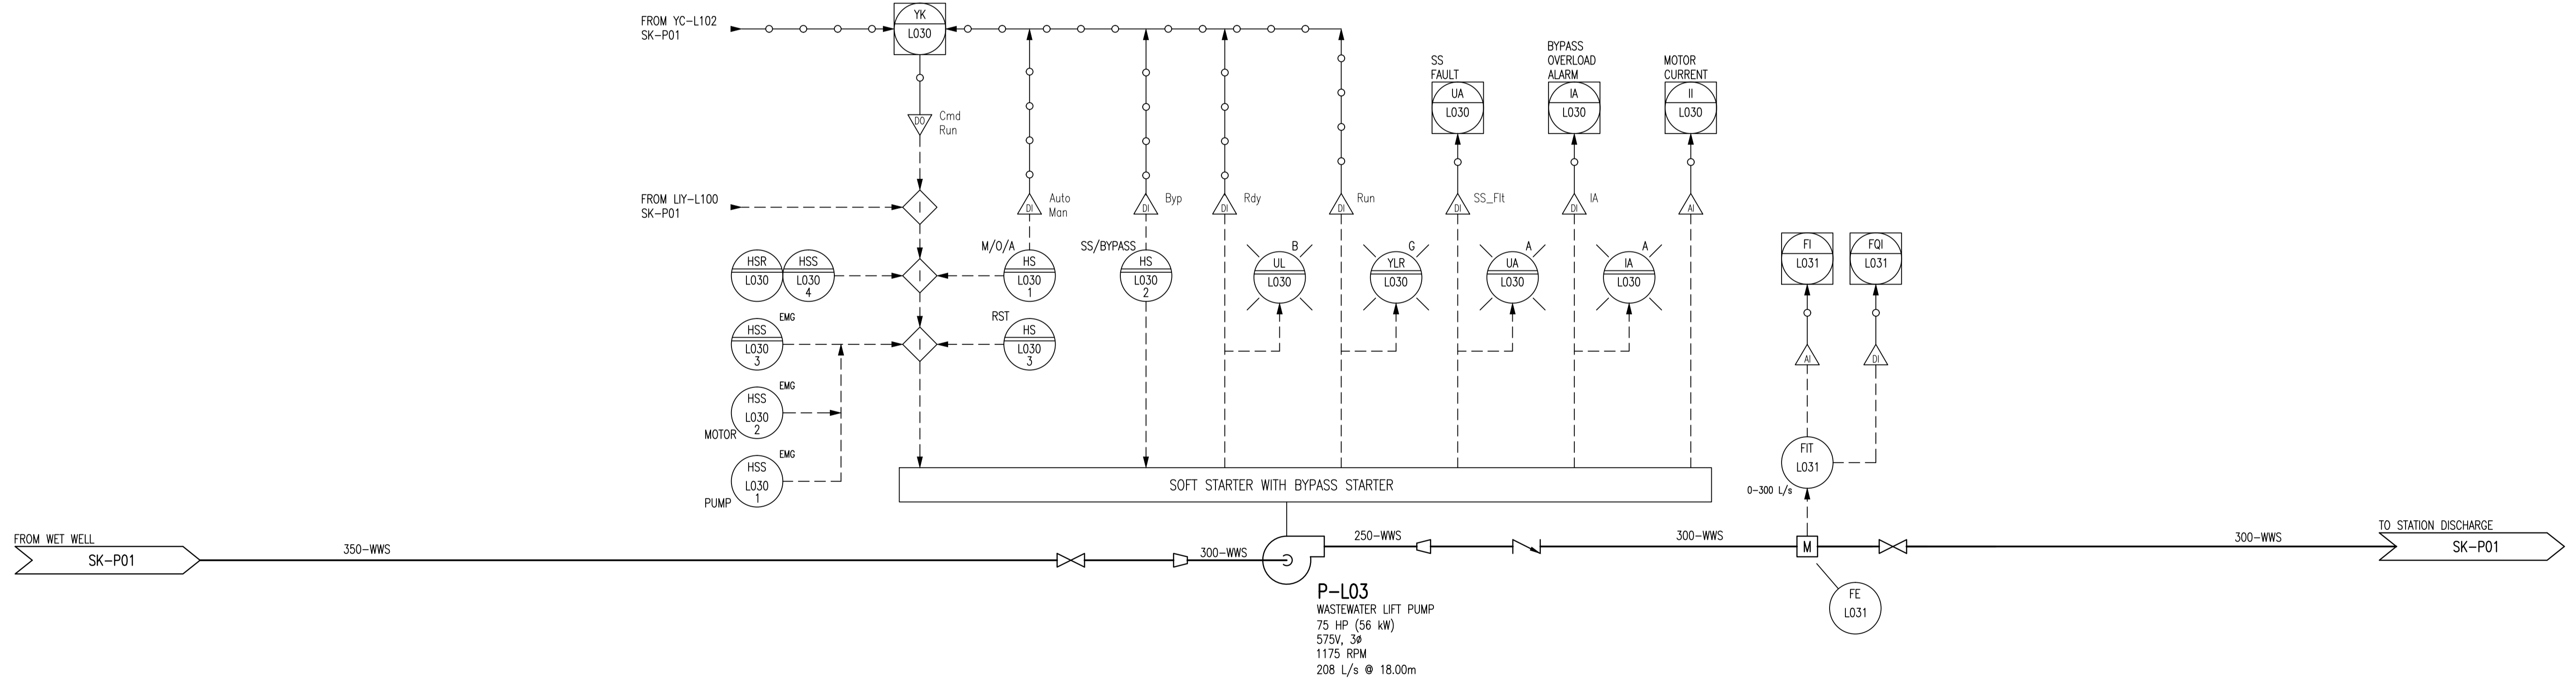 FROM YC-L102
SK-P01
YK
L030
DO
Cmd
Run
FROM LIY-L100
SK-P01
I
HSR
L030
HSS
L030
4
I
M/O/A
HS
L030
1
DI
Auto
Man
EMG
HSS
L030
3
I
RST
HS
L030
3
EMG
HSS
L030
2
MOTOR
EMG
HSS
L030
1
PUMP
SS/BYPASS
HS
L030
2
DI
Byp
DI
Rdy
B
UL
L030
DI
Run
G
YLR
L030
SS
FAULT
UA
L030
DI
SS_Flt
A
UA
L030
BYPASS
OVERLOAD
ALARM
IA
L030
DI
IA
A
IA
L030
MOTOR
CURRENT
II
L030
AI
FI
L031
FQI
L031
AI
DI
FIT
L031
0-300 L/s
SOFT STARTER WITH BYPASS STARTER
FROM WET WELL
SK-P01
350-WWS
300-WWS
250-WWS
300-WWS
M
FE
L031
300-WWS
TO STATION DISCHARGE
SK-P01
P-L03
WASTEWATER LIFT PUMP
75 HP (56 kW)
575V, 3ø
1175 RPM
208 L/s @ 18.00m